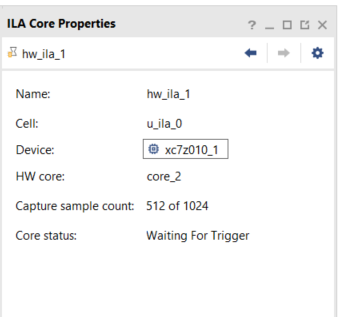 ILA Core Properties
hw_ila_1
Name: hw_ila_1
Cell: u_ila_0
Device: xc7z010_1
HW core: core_2
Capture sample count: 512 of 1024
Core status: Waiting For Trigger